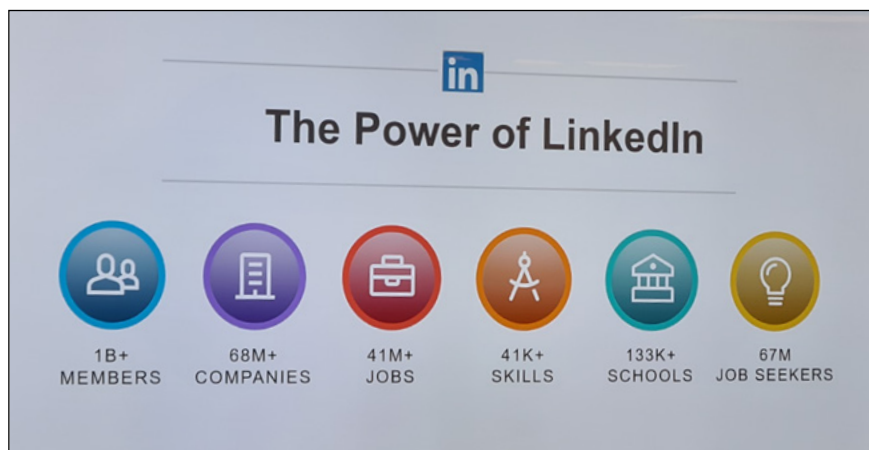 in
The Power of LinkedIn
1B+
MEMBERS
68M+
COMPANIES
41M+
JOBS
41K+
SKILLS
133K+
SCHOOLS
67M
JOB SEEKERS